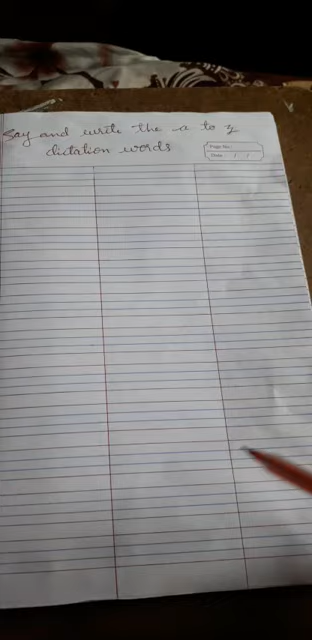 Say and write the a to z
dictation words
Page No.:
Date: / /